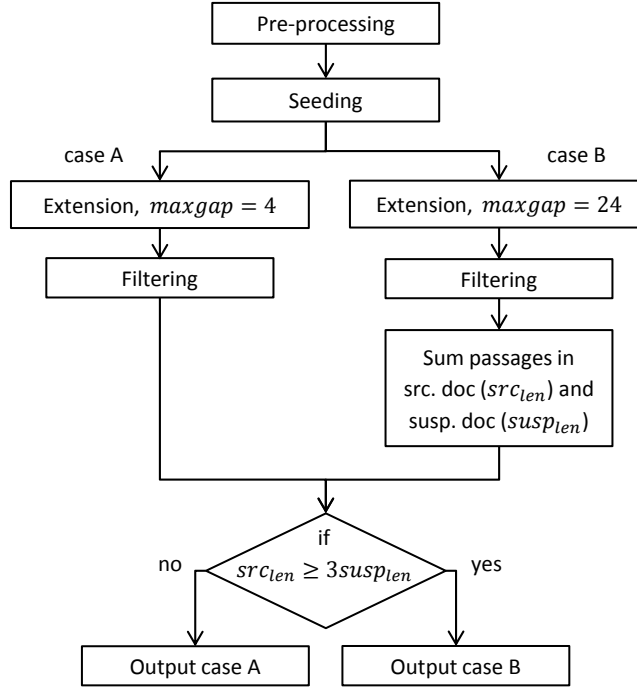 Pre-processing
Seeding
case A
case B
Extension, maxgap = 4
Extension, maxgap = 24
Filtering
Filtering
Sum passages in
src. doc (src_len) and
susp. doc (susp_len)
if
no
src_len ≥ 3susp_len
yes
Output case A
Output case B